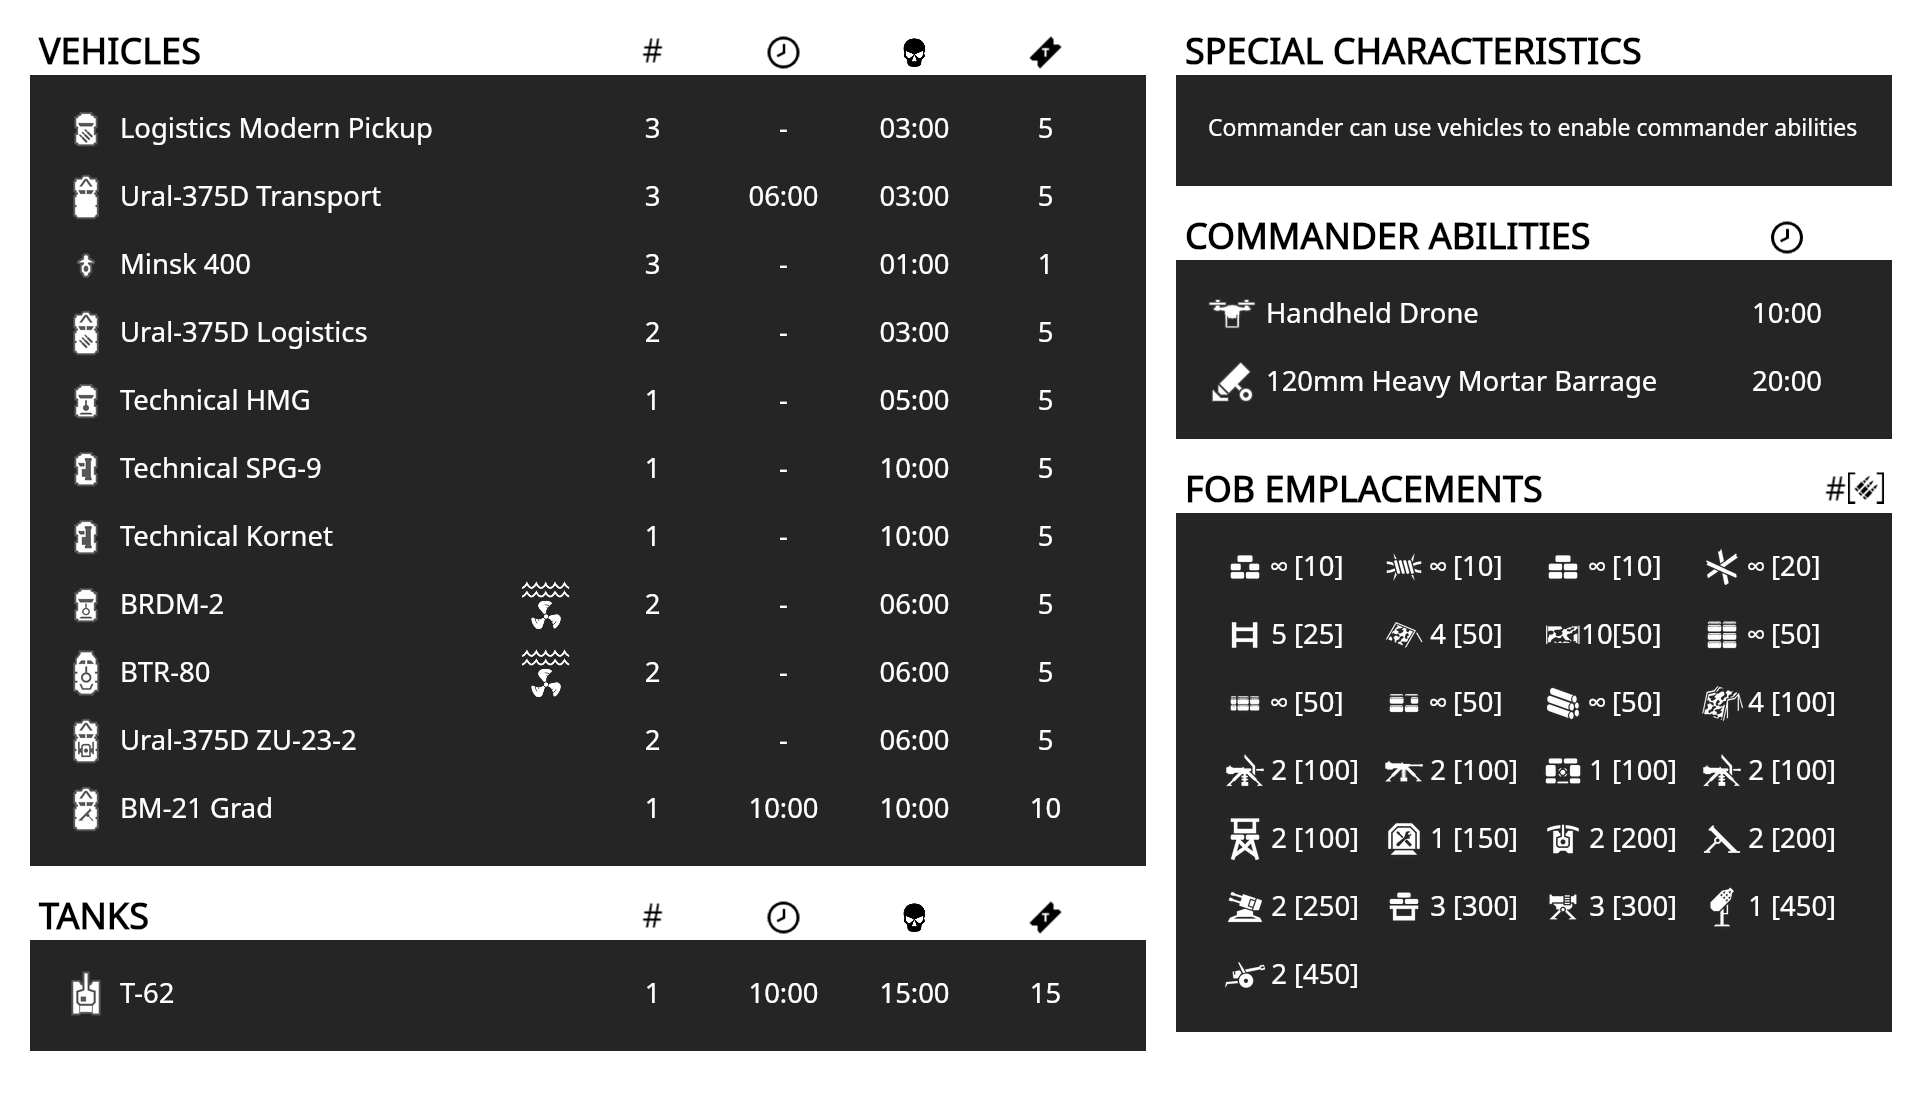 VEHICLES #
Logistics Modern Pickup 3 - 03:00 5
Ural-375D Transport 3 06:00 03:00 5
Minsk 400 3 - 01:00 1
Ural-375D Logistics 2 - 03:00 5
Technical HMG 1 - 05:00 5
Technical SPG-9 1 - 10:00 5
Technical Kornet 1 - 10:00 5
BRDM-2 2 - 06:00 5
BTR-80 2 - 06:00 5
Ural-375D ZU-23-2 2 - 06:00 5
BM-21 Grad 1 10:00 10:00 10
TANKS #
T-62 1 10:00 15:00 15
SPECIAL CHARACTERISTICS
Commander can use vehicles to enable commander abilities
COMMANDER ABILITIES
Handheld Drone 10:00
120mm Heavy Mortar Barrage 20:00
FOB EMPLACEMENTS #[ ]
∞ [10] ∞ [10] ∞ [10] ∞ [20]
5 [25] 4 [50] 10[50] ∞ [50]
∞ [50] ∞ [50] ∞ [50] 4 [100]
2 [100] 2 [100] 1 [100] 2 [100]
2 [100] 1 [150] 2 [200] 2 [200]
2 [250] 3 [300] 3 [300] 1 [450]
2 [450]